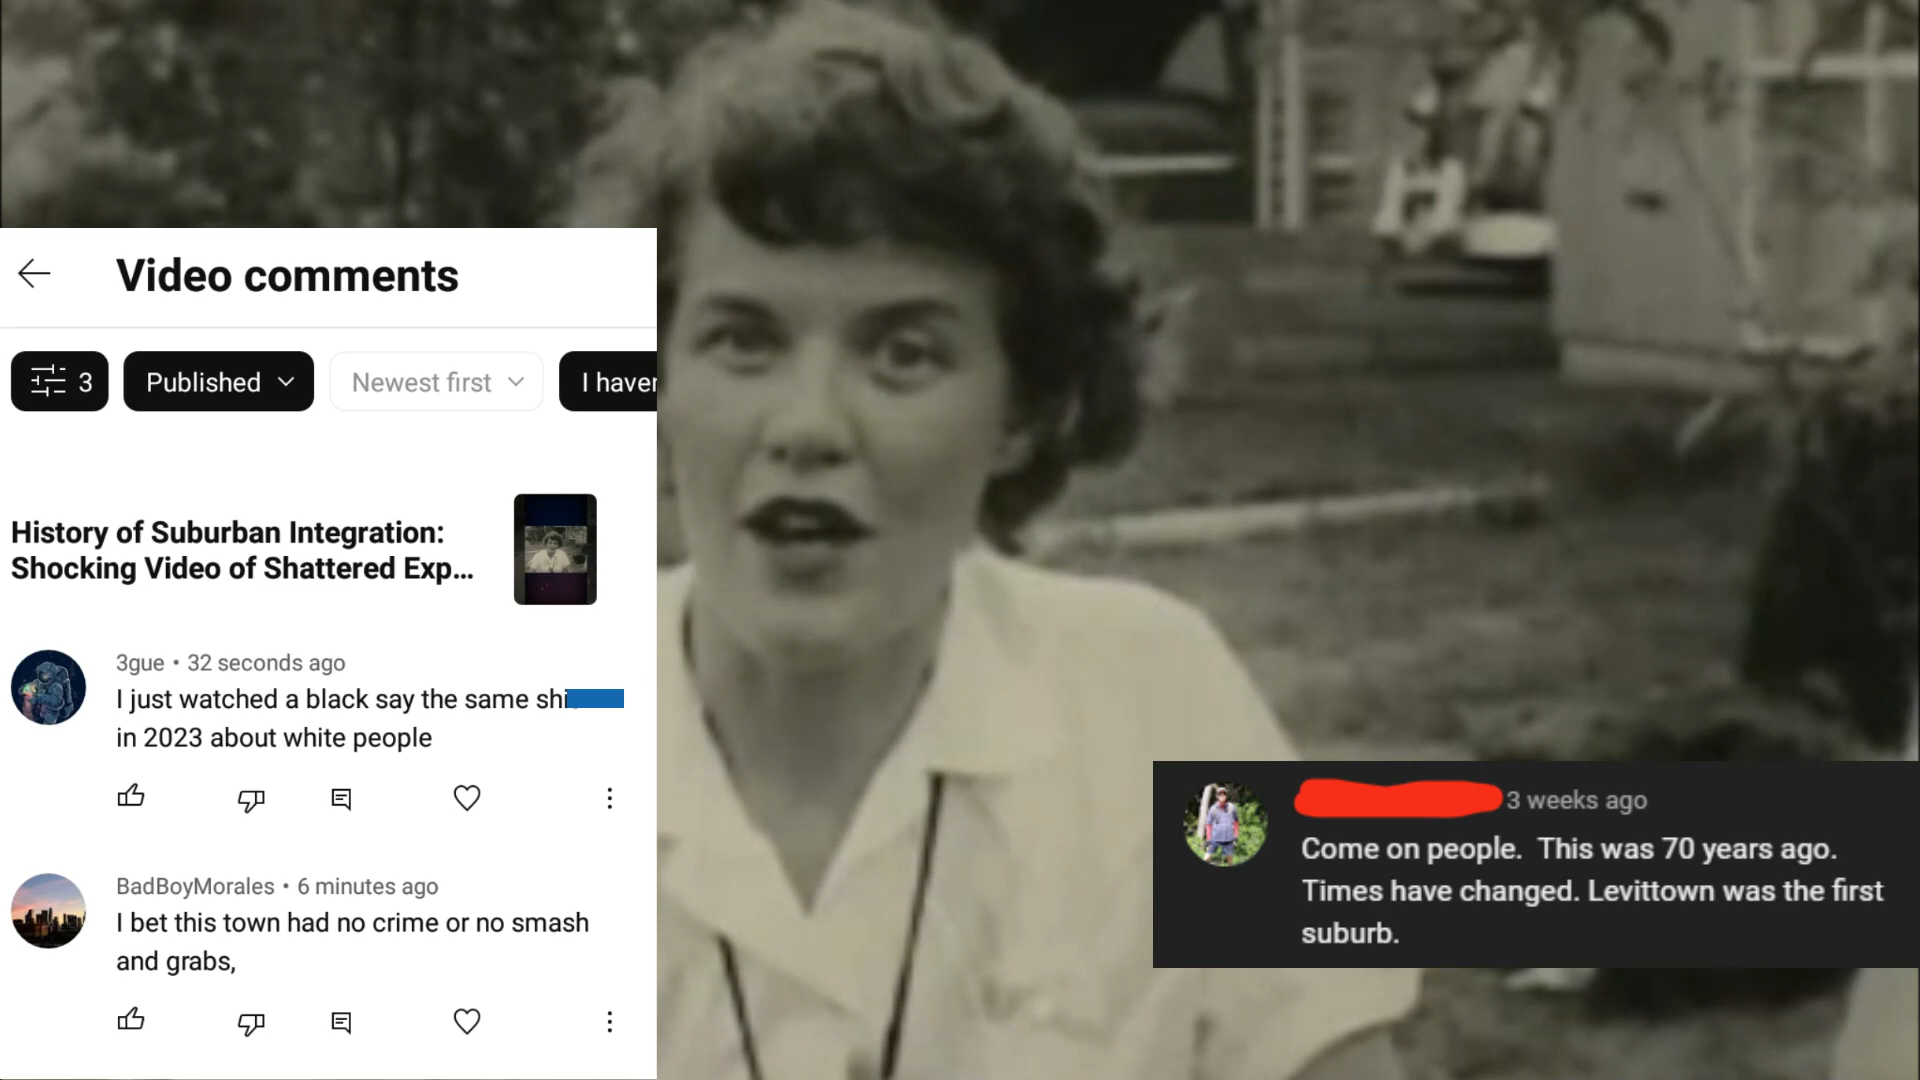 Video comments
3
Published
Newest first
I haver
History of Suburban Integration:
Shocking Video of Shattered Exp...
3gue • 32 seconds ago
I just watched a black say the same shi
in 2023 about white people
BadBoyMorales • 6 minutes ago
I bet this town had no crime or no smash
and grabs,
3 weeks ago
Come on people. This was 70 years ago.
Times have changed. Levittown was the first
suburb.